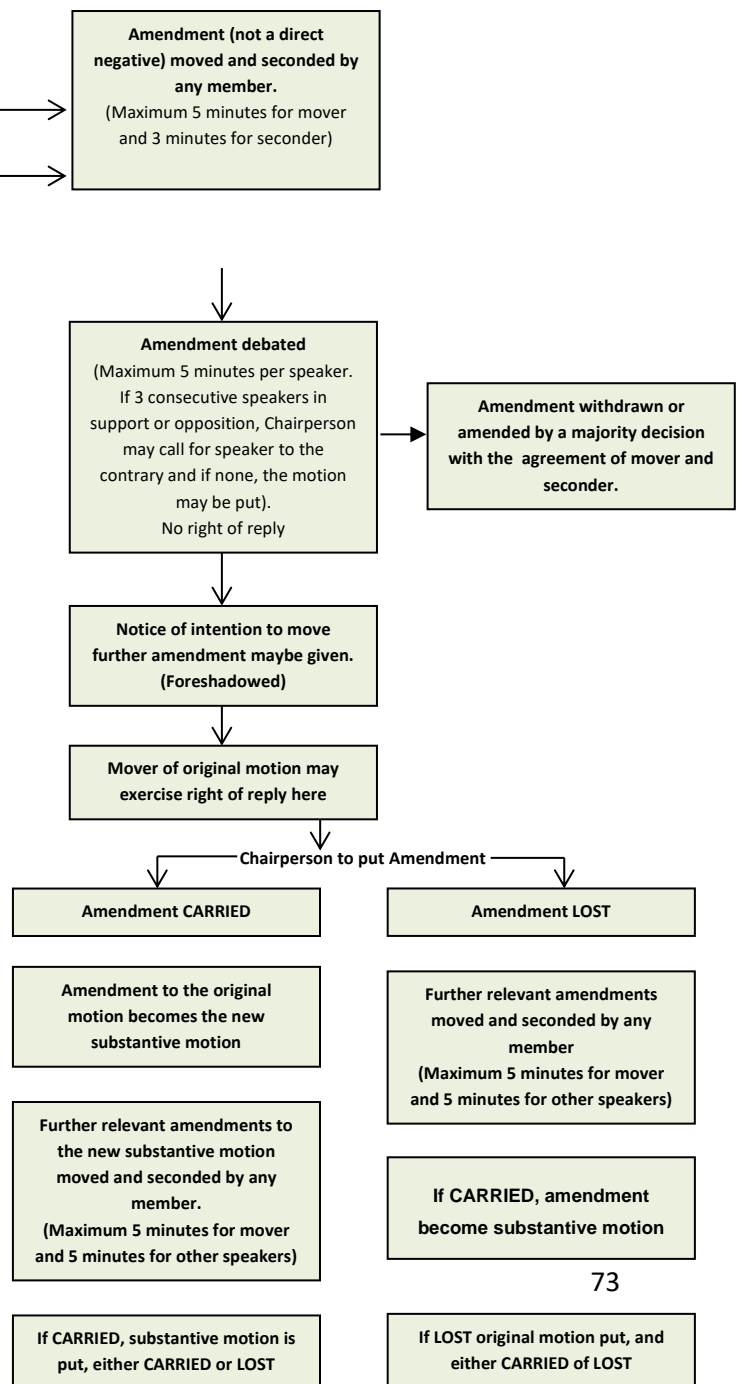 Amendment (not a direct
negative) moved and seconded by
any member.
(Maximum 5 minutes for mover
and 3 minutes for seconder)
Amendment debated
(Maximum 5 minutes per speaker.
If 3 consecutive speakers in
support or opposition, Chairperson
may call for speaker to the
contrary and if none, the motion
may be put).
No right of reply
Amendment withdrawn or
amended by a majority decision
with the agreement of mover and
seconder.
Notice of intention to move
further amendment maybe given.
(Foreshadowed)
Mover of original motion may
exercise right of reply here
Chairperson to put Amendment
Amendment CARRIED
Amendment to the original
motion becomes the new
substantive motion
Further relevant amendments to
the new substantive motion
moved and seconded by any
member.
(Maximum 5 minutes for mover
and 5 minutes for other speakers)
If CARRIED, substantive motion is
put, either CARRIED or LOST
Amendment LOST
Further relevant amendments
moved and seconded by any
member
(Maximum 5 minutes for mover
and 5 minutes for other speakers)
If CARRIED, amendment
become substantive motion
73
If LOST original motion put, and
either CARRIED of LOST